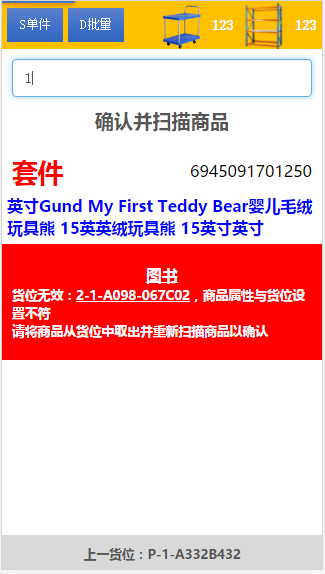 S单件 D批量 123 123
1
确认并扫描商品
套件 6945091701250
英寸Gund My First Teddy Bear婴儿毛绒
玩具熊 15英英绒玩具熊 15英寸英寸
图书
货位无效：2-1-A098-067C02，商品属性与货位设
置不符
请将商品从货位中取出并重新扫描商品以确认
上一货位：P-1-A332B432